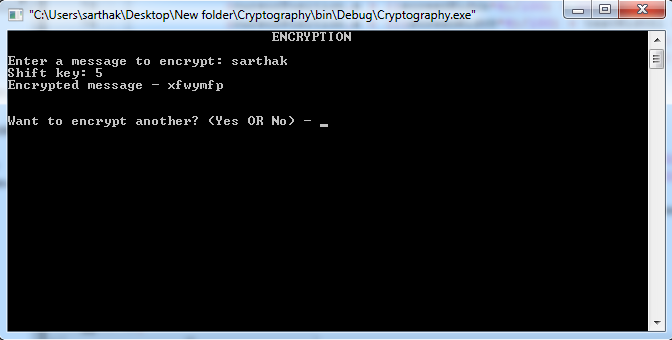 "C:\Users\sarthak\Desktop\New folder\Cryptography\bin\Debug\Cryptography.exe"
ENCRYPTION
Enter a message to encrypt: sarthak
Shift key: 5
Encrypted message - xfwymfp
Want to encrypt another? (Yes OR No) - _